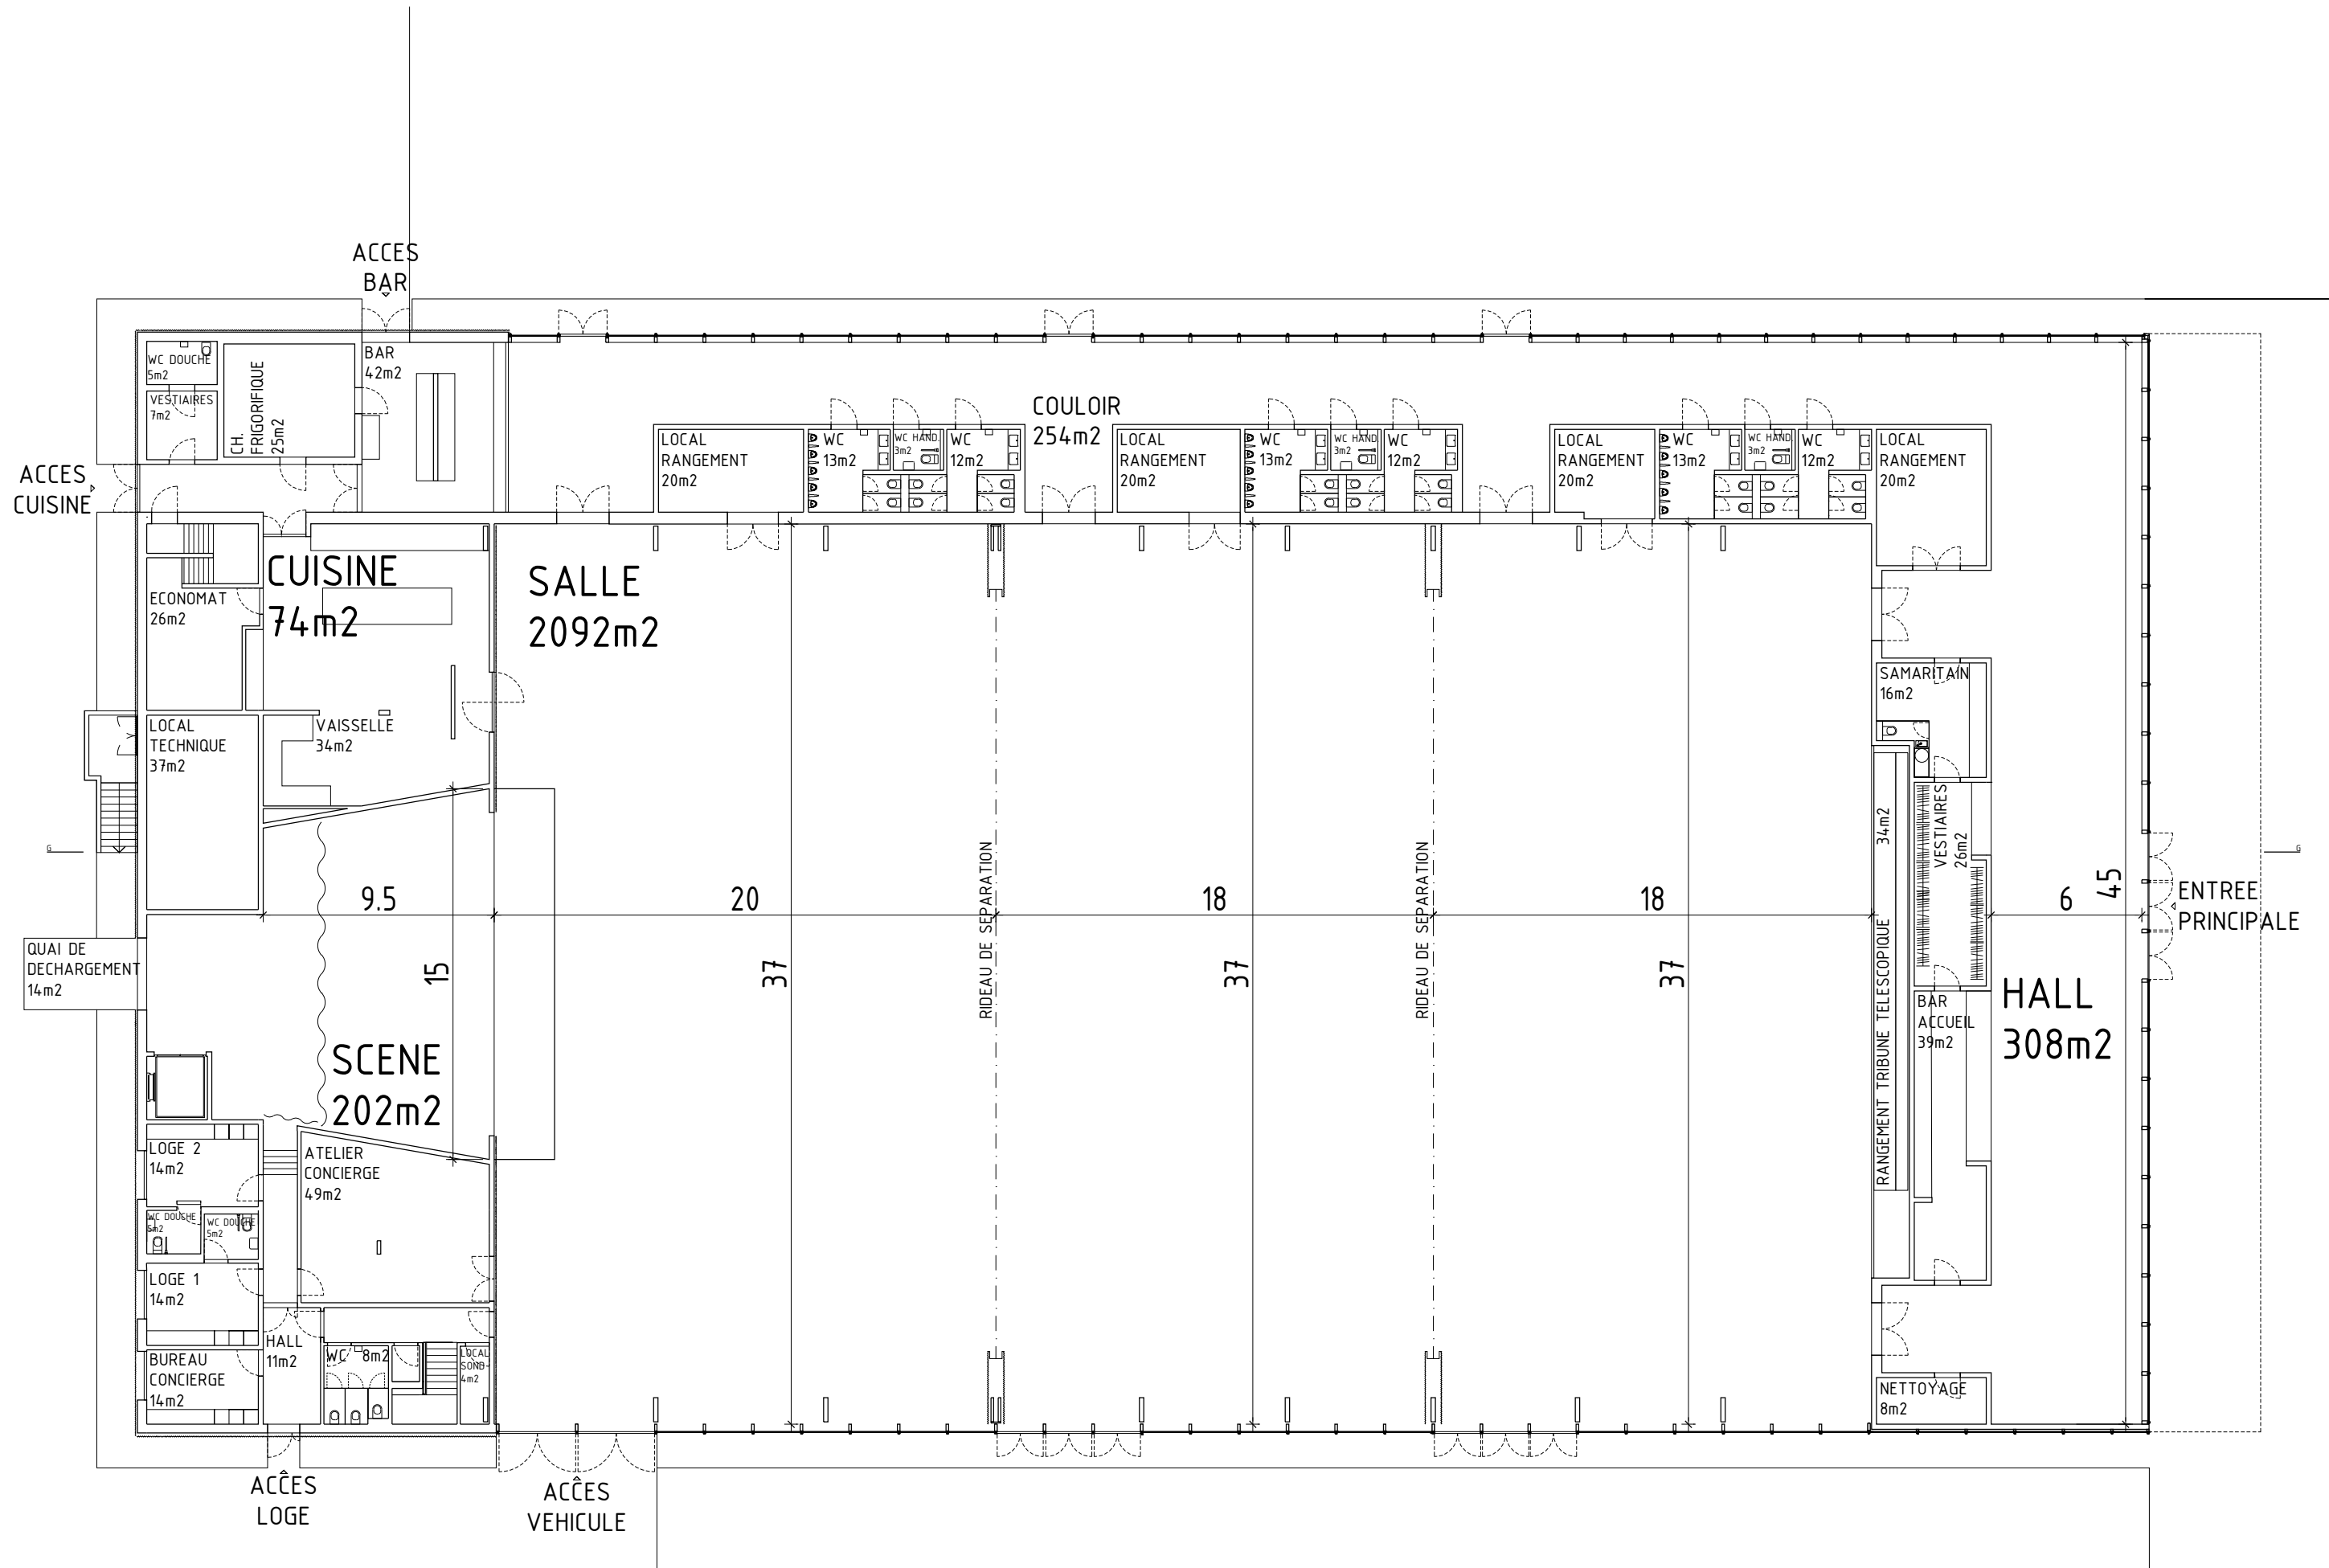 ACCES
BAR
WC DOUCHE
5m2
VESTIAIRES
7m2
CH.
FRIGORIFIQUE
25m2
BAR
42m2
ACCES
CUISINE
COULOIR
254m2
LOCAL
RANGEMENT
20m2
WC
13m2
WC HAND.
3m2
WC
12m2
LOCAL
RANGEMENT
20m2
WC
13m2
WC HAND.
3m2
WC
12m2
LOCAL
RANGEMENT
20m2
WC
13m2
WC HAND.
3m2
WC
12m2
LOCAL
RANGEMENT
20m2
CUISINE
74m2
SALLE
2092m2
ECONOMAT
26m2
LOCAL
TECHNIQUE
37m2
VAISSELLE
34m2
SAMARITAIN
16m2
34m2
RANGEMENT TRIBUNE TELESCOPIQUE
VESTIAIRES
26m2
G
G
RIDEAU DE SEPARATION
RIDEAU DE SEPARATION
9.5
20
18
18
6
45
ENTREE
PRINCIPALE
QUAI DE
DECHARGEMENT
14m2
15
37
37
37
BAR
ACCUEIL
39m2
HALL
308m2
SCENE
202m2
LOGE 2
14m2
ATELIER
CONCIERGE
49m2
WC DOUCHE
5m2
WC DOUCHE
5m2
LOGE 1
14m2
HALL
11m2
WC 8m2
LOCAL
SONO
4m2
BUREAU
CONCIERGE
14m2
NETTOYAGE
8m2
ACCES
LOGE
ACCES
VEHICULE